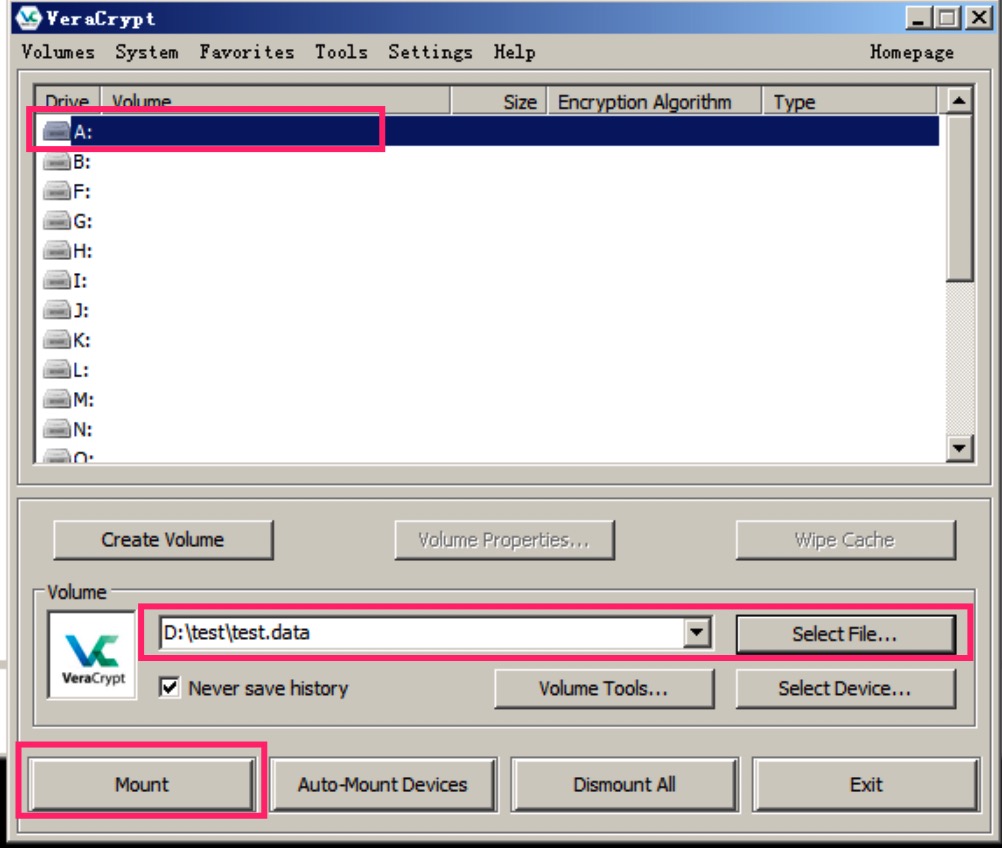 VeraCrypt
Volumes System Favorites Tools Settings Help Homepage
Drive Volume Size Encryption Algorithm Type
A:
B:
F:
G:
H:
I:
J:
K:
L:
M:
N:
O:
Create Volume Volume Properties... Wipe Cache
Volume
D:\test\test.data Select File...
VeraCrypt
Never save history Volume Tools... Select Device...
Mount Auto-Mount Devices Dismount All Exit